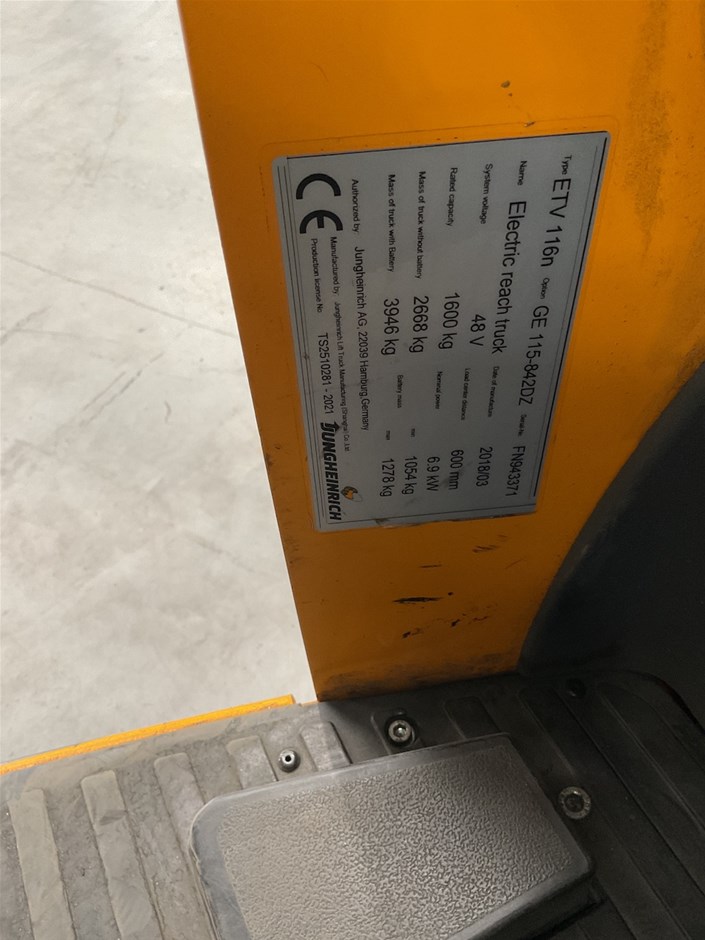 Type ETV 116n Option GE 115-842DZ Serial No. FN943371
Name Electric reach truck Date of manufacture 2018/03
System voltage 48 V Load center distance 600 mm
Rated capacity 1600 kg Nominal power 6.9 kW
Mass of truck without battery 2668 kg min 1054 kg
Mass of truck with Battery 3946 kg Battery mass max 1278 kg
Authorized by: Jungheinrich AG, 22039 Hamburg,Germany
CE
Manufactured by: Jungheinrich Lift Truck Manufacturing (Shanghai) Co.,Ltd.
Production license No. TS2510281 - 2021
JUNGHEINRICH